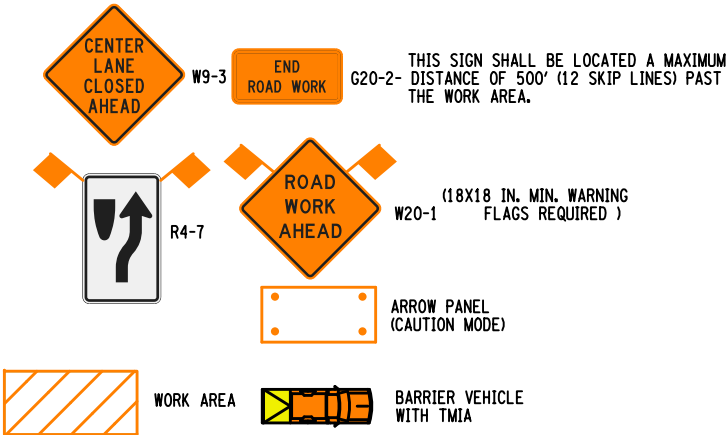 CENTER
LANE
CLOSED
AHEAD
W9-3
END
ROAD WORK
G20-2-
THIS SIGN SHALL BE LOCATED A MAXIMUM
DISTANCE OF 500' (12 SKIP LINES) PAST
THE WORK AREA.
R4-7
ROAD
WORK
AHEAD
W20-1
(18X18 IN. MIN. WARNING
FLAGS REQUIRED )
ARROW PANEL
(CAUTION MODE)
WORK AREA
BARRIER VEHICLE
WITH TMIA